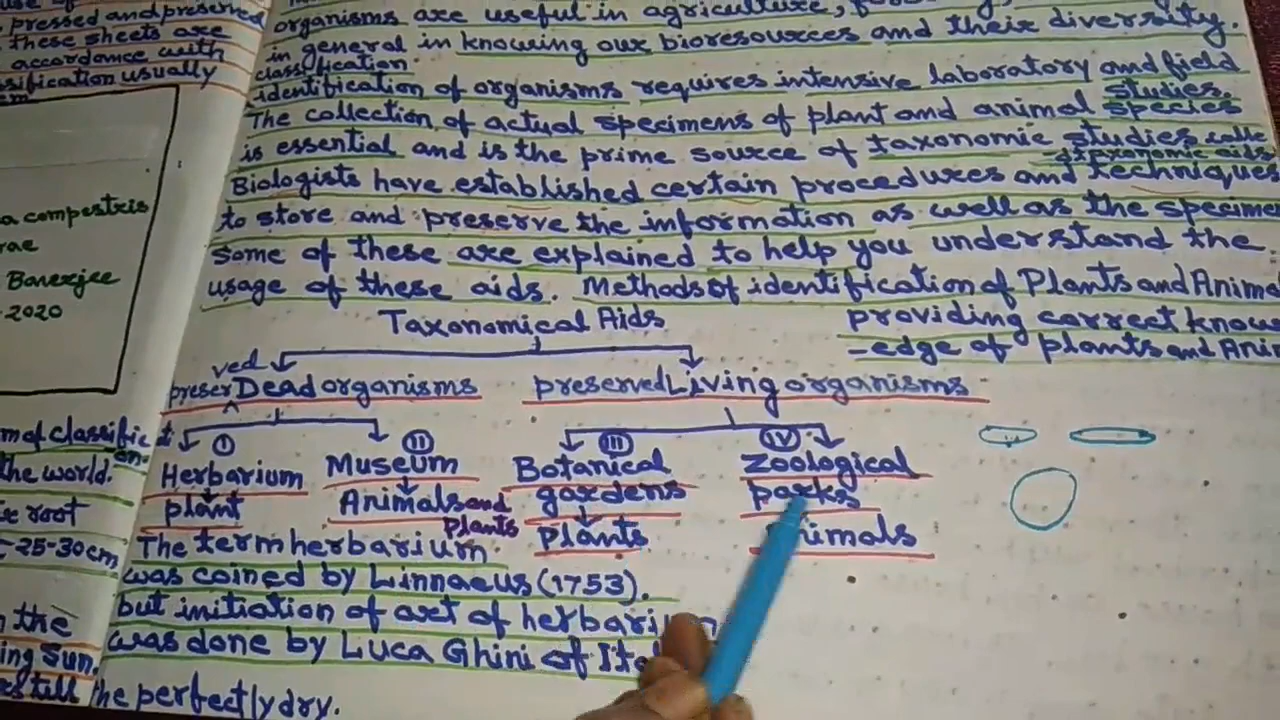 pressed and preserved
these sheets are
accordance with
sification usually
a compestris
rae
Banerjee
2020
the world.
root
25-30cm
the
ing Sun.
organisms are useful in agriculture,
in general in knowing our bioresources and their diversity.
classification
identification of organisms requires intensive laboratory and field studies.
The collection of actual specimens of plant and animal species
is essential and is the prime source of taxonomic studies
taxonomic aids
Biologists have established certain procedures and techniques
to store and preserve the information as well as the specimen
some of these are explained to help you understand the
usage of these aids. Methods of identification of Plants and Anima
providing correct know
-edge of plants and Ani
Taxonomical Aids
preserved Dead organisms
preserved Living organisms
I
II
III
IV
Herbarium
Museum
Botanical
Zoological
plant
Animals and
plants
gardens
parks
plants
animals
The term herbarium
was coined by Linnaeus (1753).
but initiation of art of herbarium
was done by Luca Ghini of Ital
till the perfectly dry.